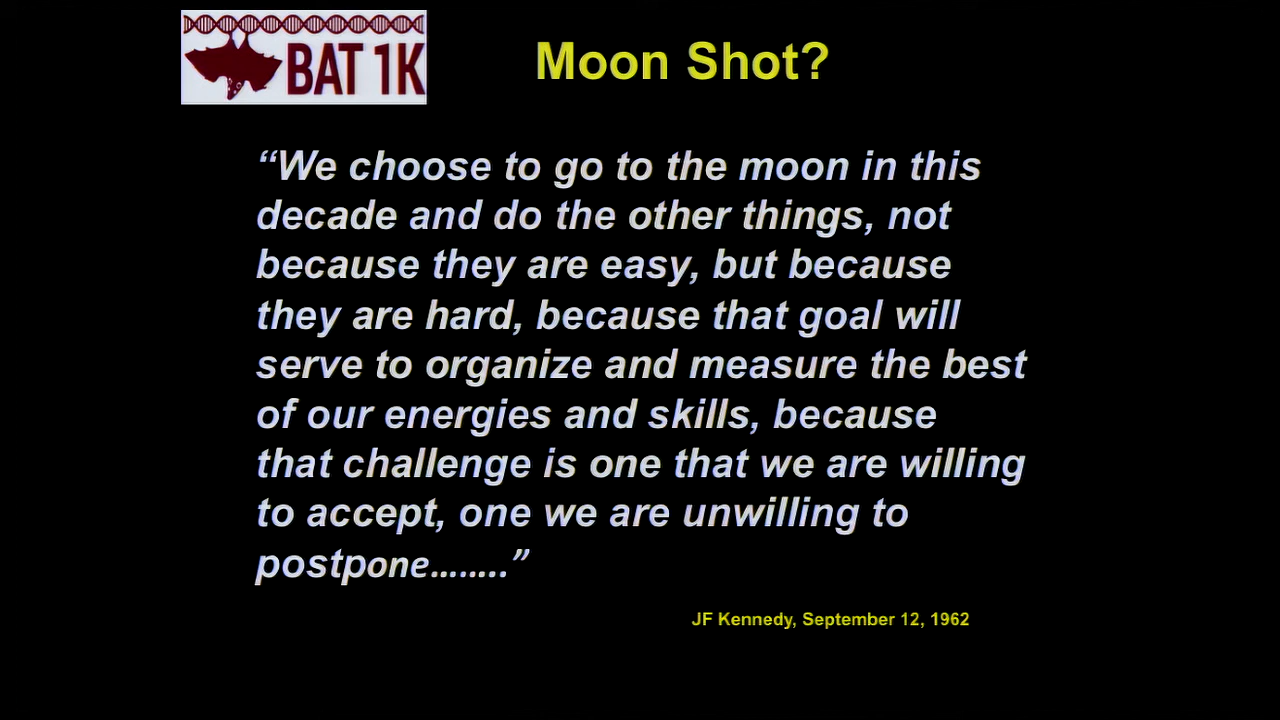 BAT 1K
Moon Shot?
“We choose to go to the moon in this
decade and do the other things, not
because they are easy, but because
they are hard, because that goal will
serve to organize and measure the best
of our energies and skills, because
that challenge is one that we are willing
to accept, one we are unwilling to
postpone……..”
JF Kennedy, September 12, 1962